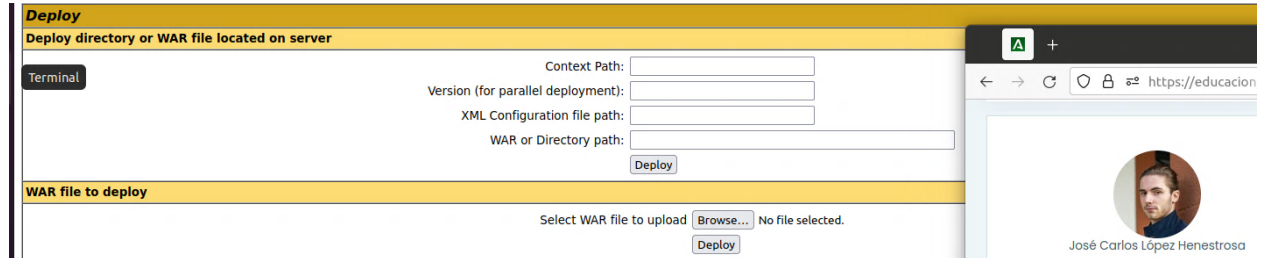 Deploy
Deploy directory or WAR file located on server
Context Path:
Terminal
Version (for parallel deployment):
XML Configuration file path:
WAR or Directory path:
Deploy
WAR file to deploy
Select WAR file to upload Browse... No file selected.
Deploy
A +
https://educacion
José Carlos López Henestrosa